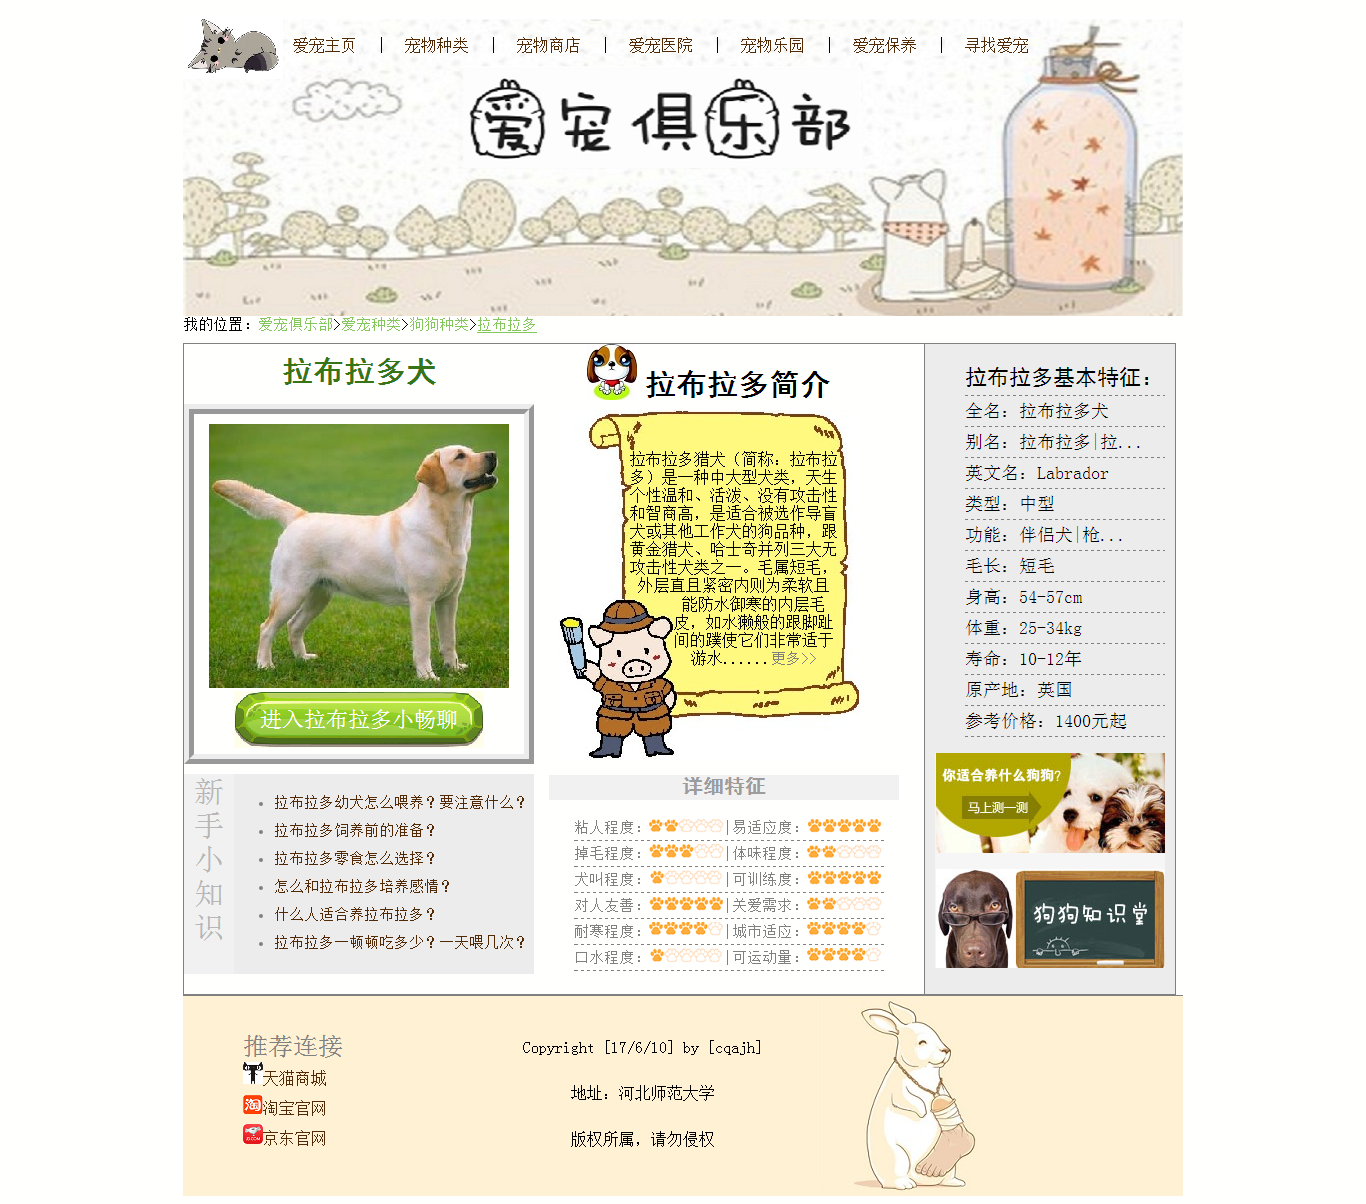 爱宠主页 | 宠物种类 | 宠物商店 | 爱宠医院 | 宠物乐园 | 爱宠保养 | 寻找爱宠
爱宠俱乐部
我的位置：爱宠俱乐部>爱宠种类>狗狗种类>拉布拉多
拉布拉多犬
进入拉布拉多小畅聊
拉布拉多简介
拉布拉多猎犬（简称：拉布拉
多）是一种中大型犬类，天生
个性温和、活泼、没有攻击性
和智商高，是适合被选作导盲
犬或其他工作犬的狗品种，跟
黄金猎犬、哈士奇并列三大无
攻击性犬类之一。毛属短毛，
外层直且紧密内则为柔软且
能防水御寒的内层毛
皮，如水獭般的跟脚趾
间的蹼使它们非常适于
游水......更多>>
拉布拉多基本特征：
全名：拉布拉多犬
别名：拉布拉多|拉...
英文名：Labrador
类型：中型
功能：伴侣犬|枪...
毛长：短毛
身高：54-57cm
体重：25-34kg
寿命：10-12年
原产地：英国
参考价格：1400元起
你适合养什么狗狗?
马上测一测
狗狗知识堂
新
手
小
知
识
拉布拉多幼犬怎么喂养？要注意什么？
拉布拉多饲养前的准备？
拉布拉多零食怎么选择？
怎么和拉布拉多培养感情？
什么人适合养拉布拉多？
拉布拉多一顿顿吃多少？一天喂几次？
详细特征
粘人程度：|易适应度：
掉毛程度：|体味程度：
犬叫程度：|可训练度：
对人友善：|关爱需求：
耐寒程度：|城市适应：
口水程度：|可运动量：
推荐连接
天猫商城
淘
淘宝官网
JD.COM
京东官网
Copyright [17/6/10] by [cqajh]
地址：河北师范大学
版权所属，请勿侵权